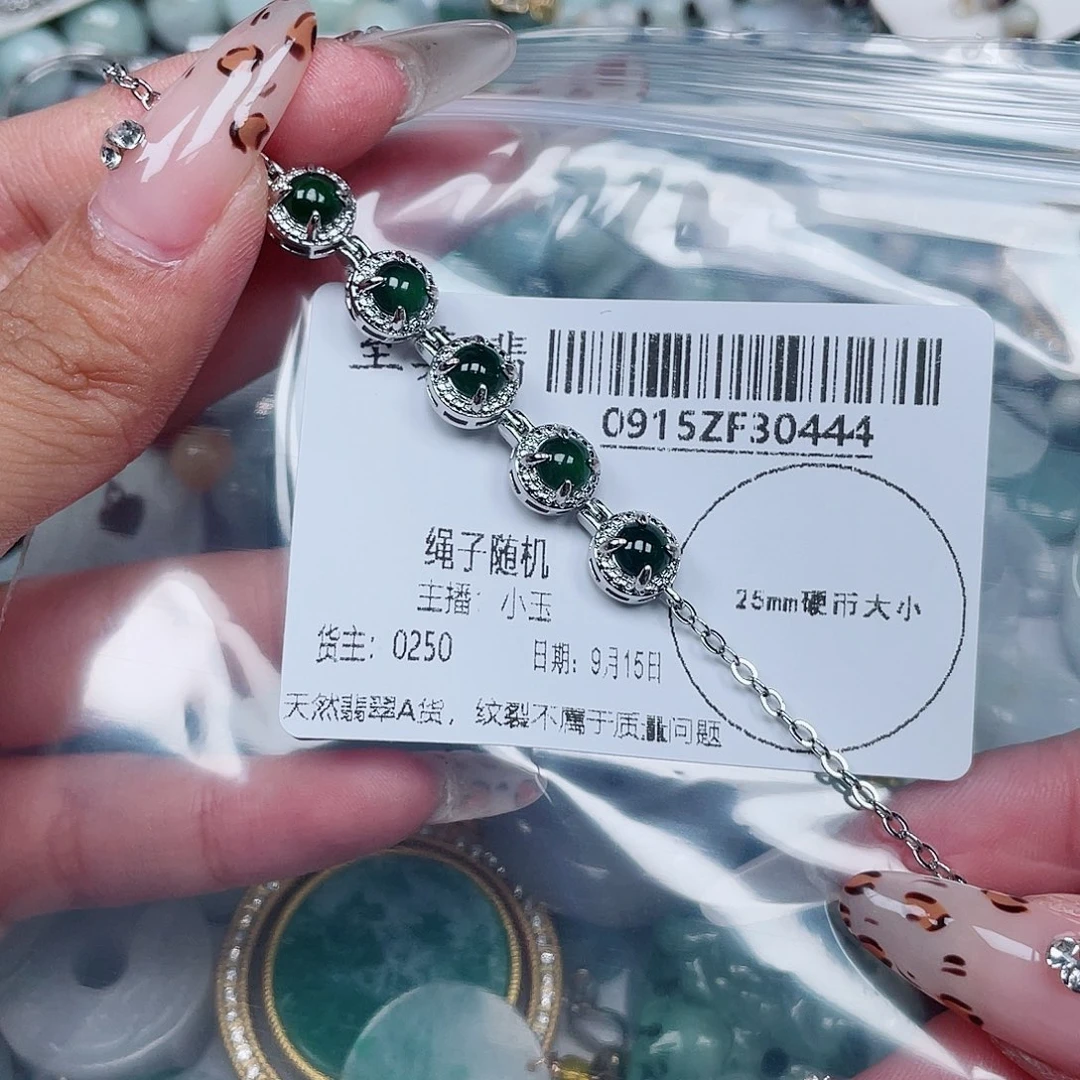 翡
0915ZF30444
绳子随机
主播: 小玉
货主: 0250 日期: 9月15日
25mm硬币大小
天然翡翠A货, 纹裂不属于质量问题